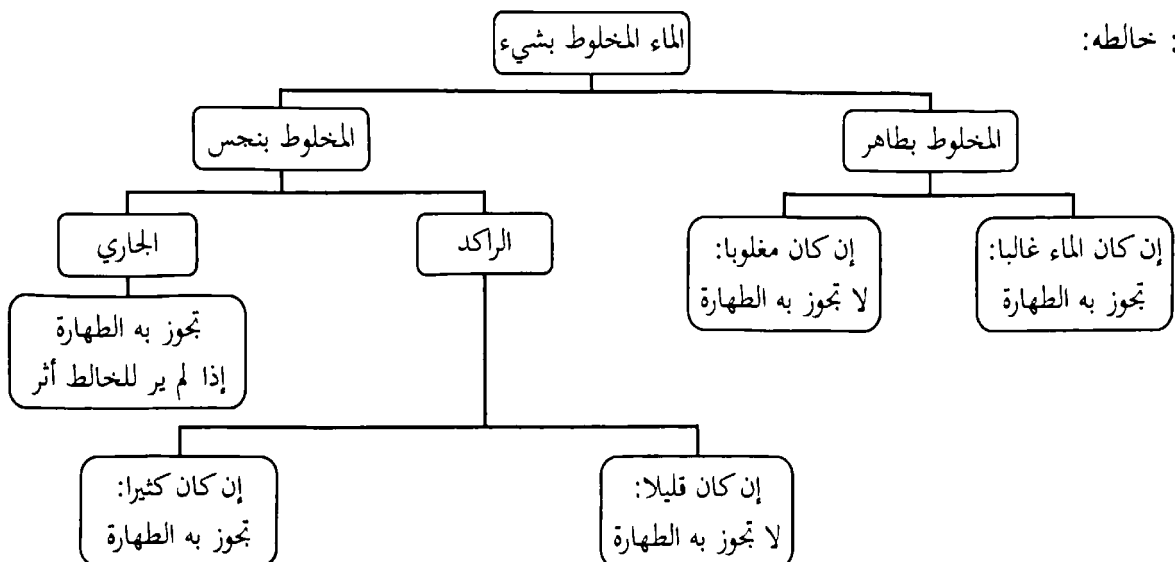 : خالطه:
الماء المخلوط بشيء
المخلوط بطاهر
المخلوط بنجس
إن كان الماء غالبا:
تجوز به الطهارة
إن كان مغلوبا:
لا تجوز به الطهارة
الراكد
الجاري
تجوز به الطهارة
إذا لم ير للخالط أثر
إن كان قليلا:
لا تجوز به الطهارة
إن كان كثيرا:
تجوز به الطهارة